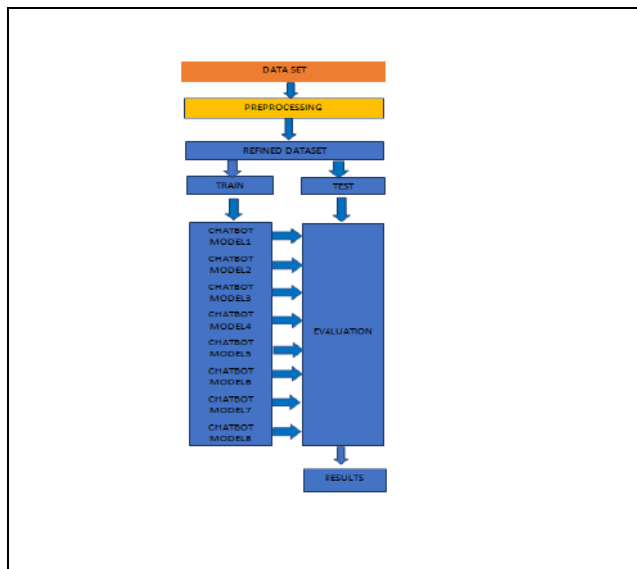 DATA SET
PREPROCESSING
REFINED DATASET
TRAIN
TEST
CHATBOT
MODEL1
CHATBOT
MODEL2
CHATBOT
MODEL3
CHATBOT
MODEL4
CHATBOT
MODEL5
CHATBOT
MODEL6
CHATBOT
MODEL7
CHATBOT
MODEL8
EVALUATION
RESULTS